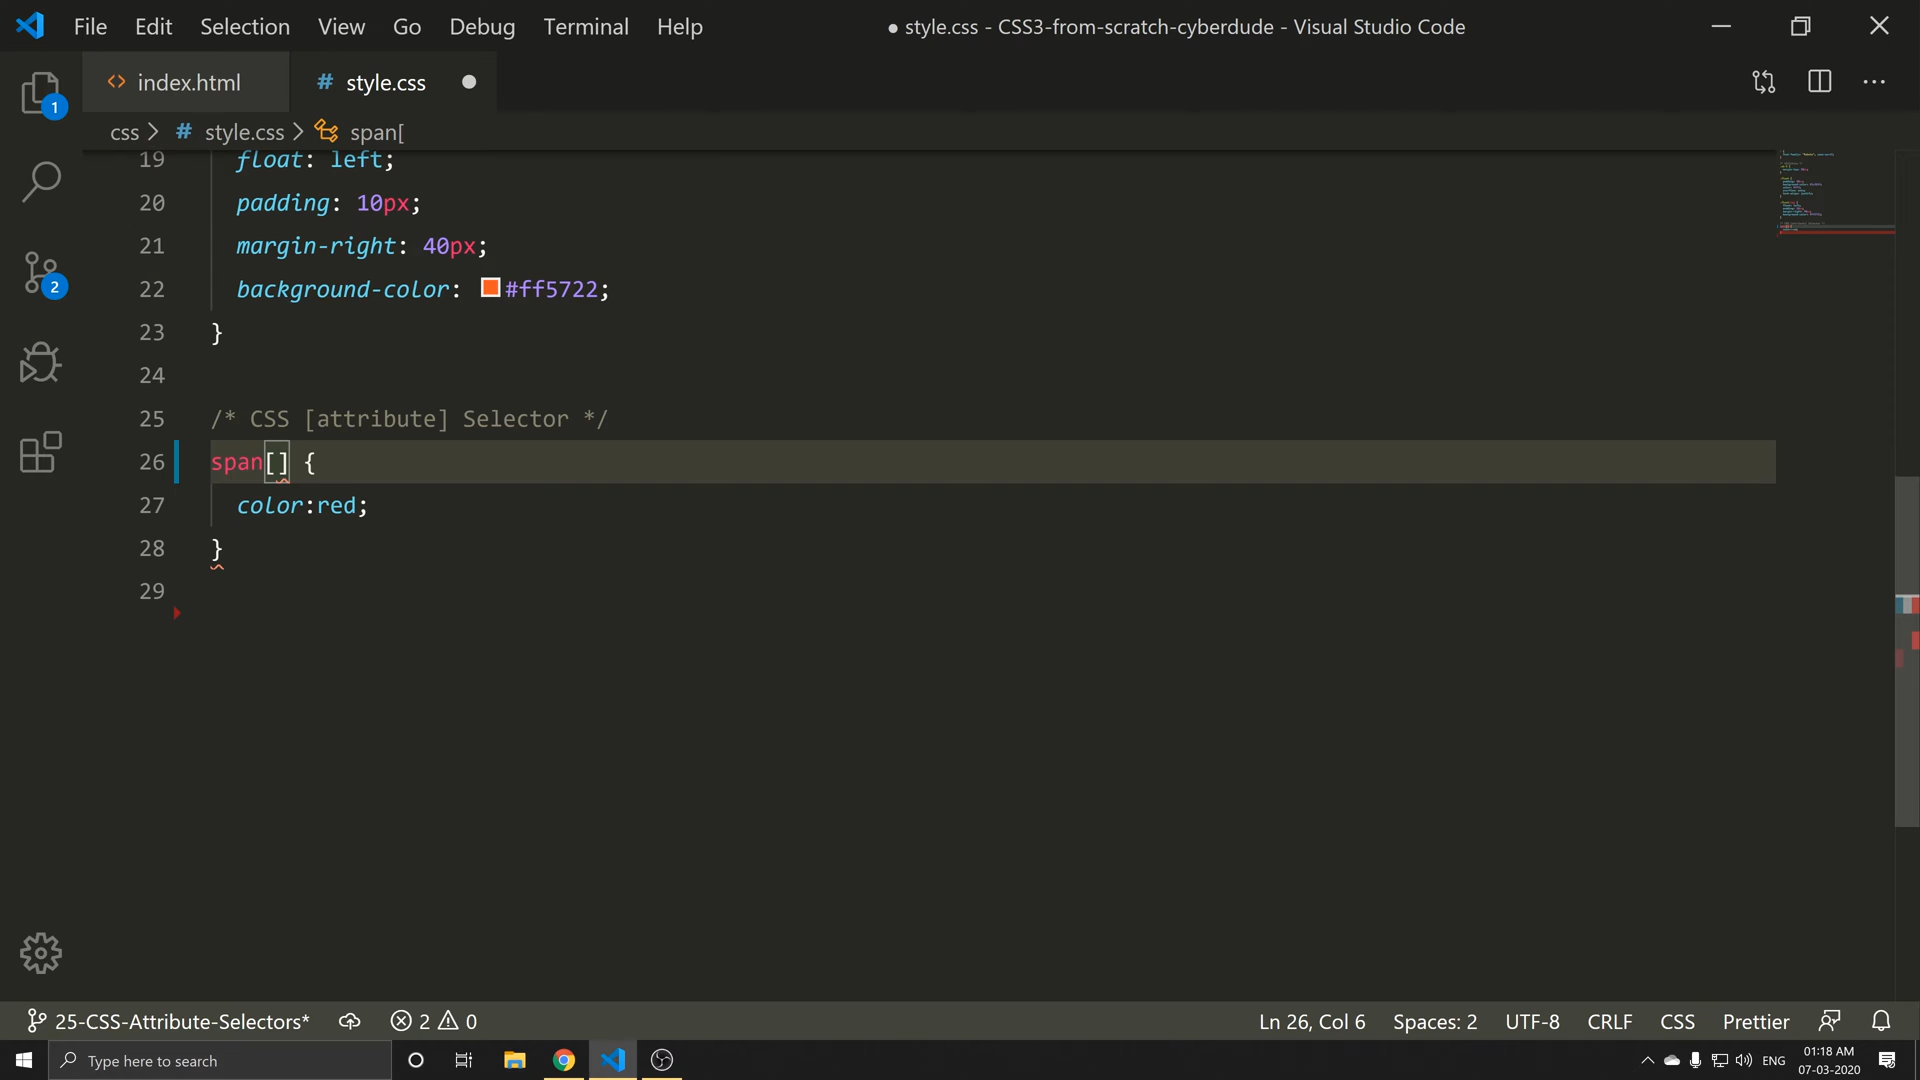 File Edit Selection View Go Debug Terminal Help
● style.css - CSS3-from-scratch-cyberdude - Visual Studio Code
<> index.html
# style.css ●
1
css > # style.css > span[
19 float: left;
20 padding: 10px;
21 margin-right: 40px;
22 background-color: #ff5722;
23 }
24
25 /* CSS [attribute] Selector */
26 span[] {
27 color:red;
28 }
29
2
25-CSS-Attribute-Selectors* 2 0
Ln 26, Col 6 Spaces: 2 UTF-8 CRLF CSS Prettier
Type here to search
ENG
01:18 AM
07-03-2020